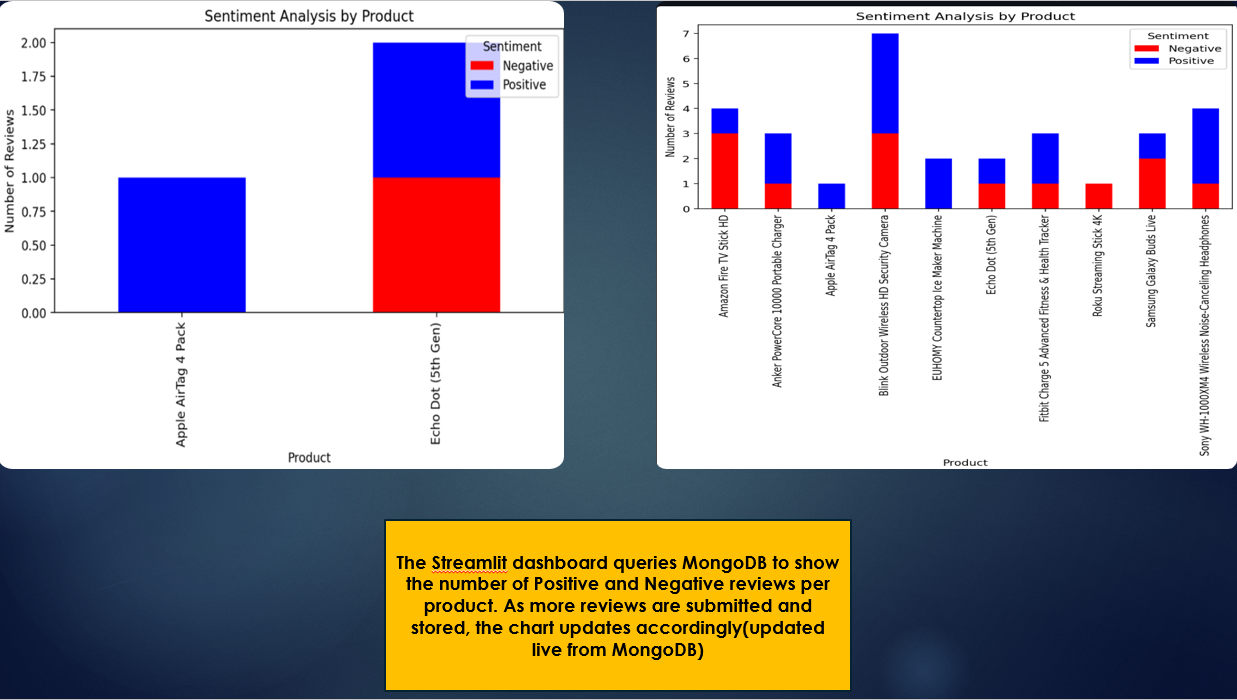 Sentiment Analysis by Product
2.00
1.75
1.50
1.25
1.00
0.75
0.50
0.25
0.00
Number of Reviews
Sentiment
Negative
Positive
Apple AirTag 4 Pack
Echo Dot (5th Gen)
Product
Sentiment Analysis by Product
7
6
5
4
3
2
1
0
Number of Reviews
Sentiment
Negative
Positive
Amazon Fire TV Stick HD
Anker PowerCore 10000 Portable Charger
Apple AirTag 4 Pack
Blink Outdoor Wireless HD Security Camera
EUHOMY Countertop Ice Maker Machine
Echo Dot (5th Gen)
Fitbit Charge 5 Advanced Fitness & Health Tracker
Roku Streaming Stick 4K
Samsung Galaxy Buds Live
Sony WH-1000XM4 Wireless Noise-Canceling Headphones
Product
The Streamlit dashboard queries MongoDB to show
the number of Positive and Negative reviews per
product. As more reviews are submitted and
stored, the chart updates accordingly(updated
live from MongoDB)